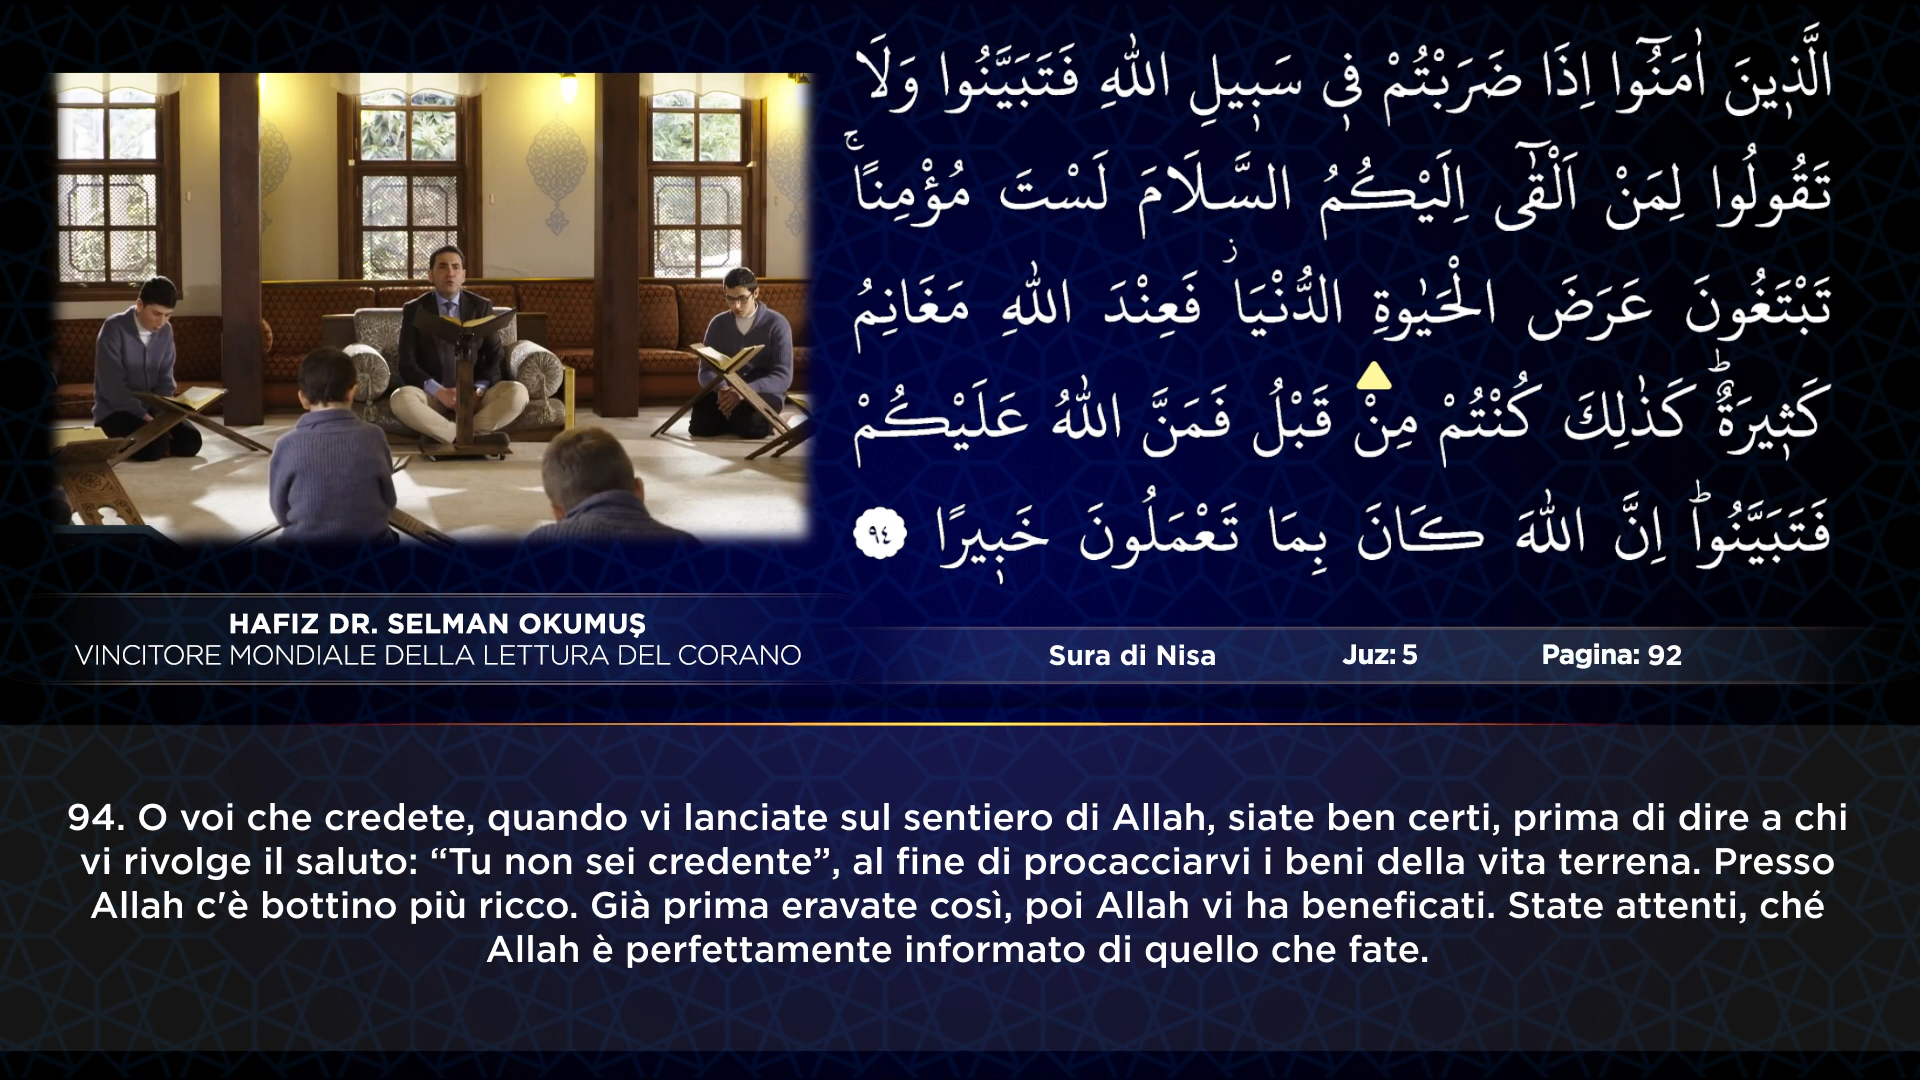 الَّذ۪ينَ اٰمَنُٓوا اِذَا ضَرَبْتُمْ ف۪ي سَب۪يلِ اللّٰهِ فَتَبَيَّنُوا وَلَا
تَقُولُوا لِمَنْ اَلْقٰٓى اِلَيْكُمُ السَّلَامَ لَسْتَ مُؤْمِنًاۚ
تَبْتَغُونَ عَرَضَ الْحَيٰوةِ الدُّنْيَاۘ فَعِنْدَ اللّٰهِ مَغَانِمُ
كَث۪يرَةٌۜ كَذٰلِكَ كُنْتُمْ مِنْ قَبْلُ فَمَنَّ اللّٰهُ عَلَيْكُمْ
فَتَبَيَّنُواۜ اِنَّ اللّٰهَ كَانَ بِمَا تَعْمَلُونَ خَب۪يرًا ٩٤
HAFIZ DR. SELMAN OKUMUŞ
VINCITORE MONDIALE DELLA LETTURA DEL CORANO
Sura di Nisa Juz: 5 Pagina: 92
94. O voi che credete, quando vi lanciate sul sentiero di Allah, siate ben certi, prima di dire a chi
vi rivolge il saluto: “Tu non sei credente”, al fine di procacciarvi i beni della vita terrena. Presso
Allah c'è bottino più ricco. Già prima eravate così, poi Allah vi ha beneficati. State attenti, ché
Allah è perfettamente informato di quello che fate.